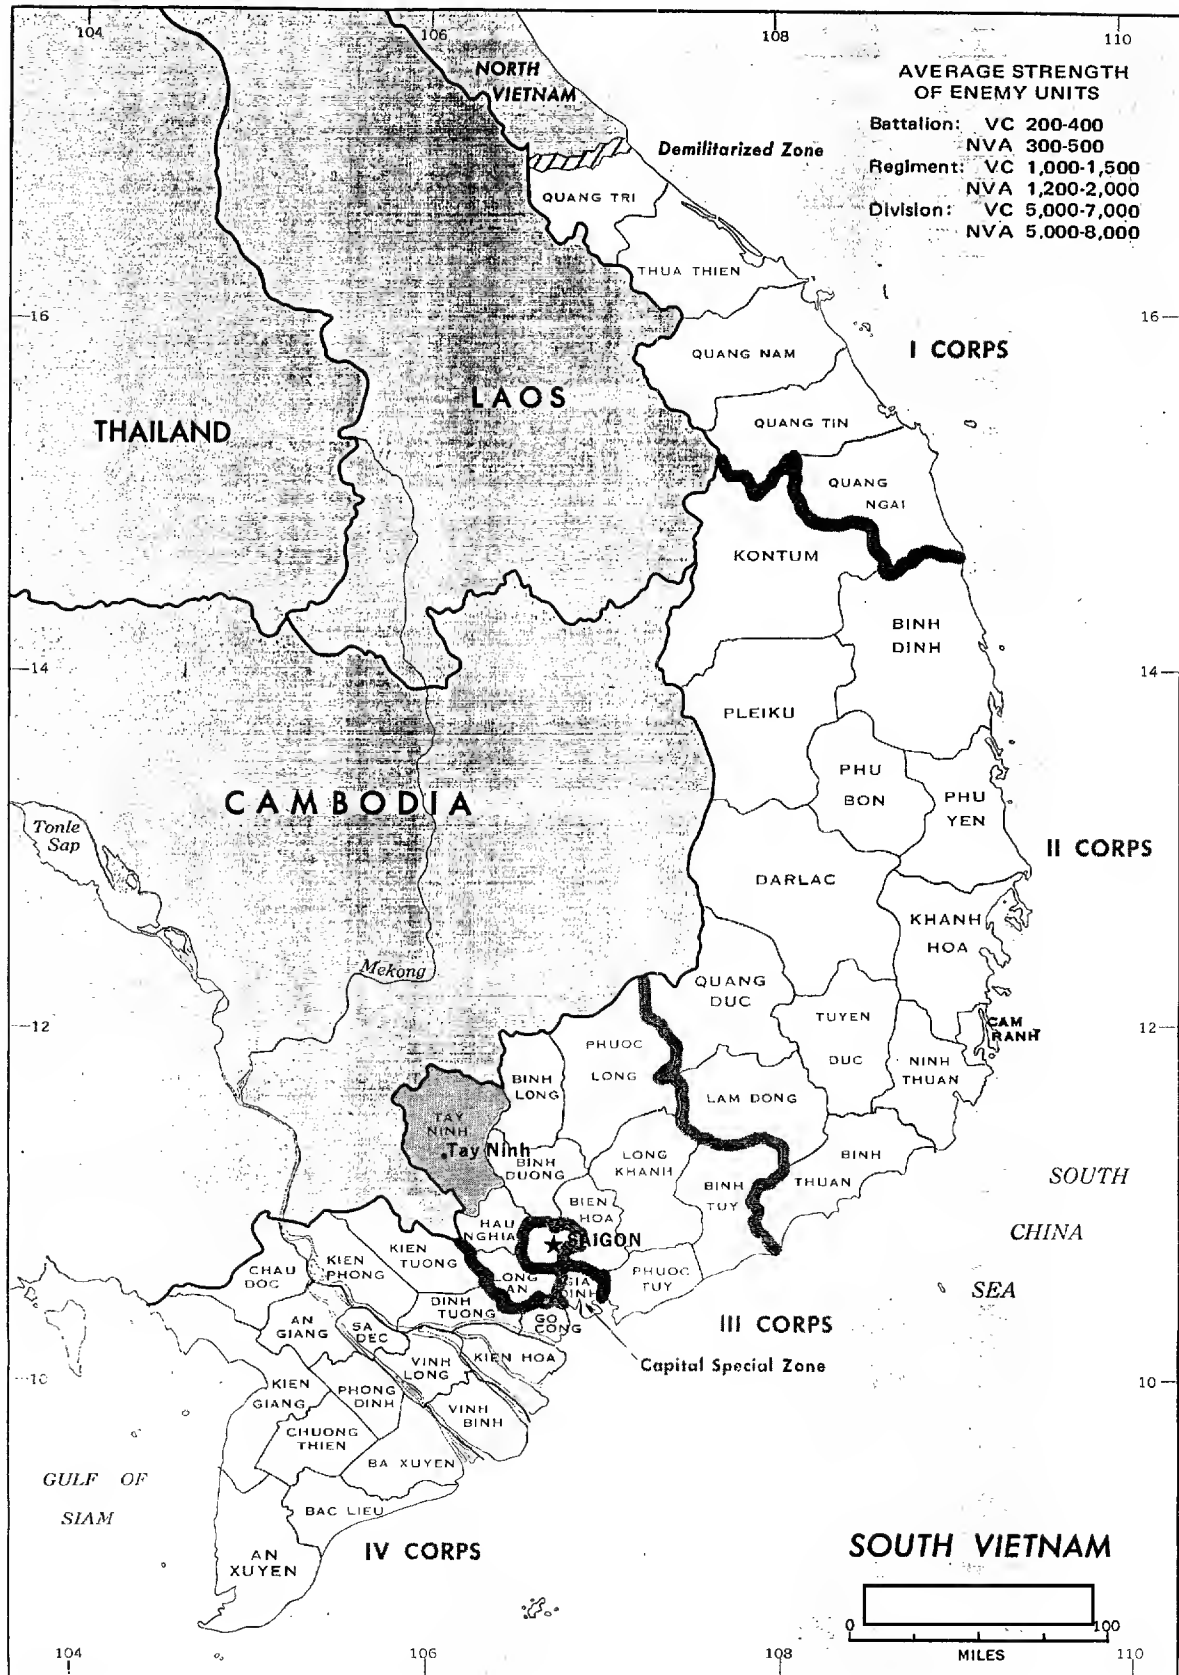 104
106
108
110
NORTH
VIETNAM
AVERAGE STRENGTH
OF ENEMY UNITS
Battalion: VC 200-400
NVA 300-500
Regiment: VC 1,000-1,500
NVA 1,200-2,000
Division: VC 5,000-7,000
NVA 5,000-8,000
Demilitarized Zone
QUANG TRI
THUA THIEN
16
16
QUANG NAM
I CORPS
LAOS
THAILAND
QUANG TIN
QUANG
NGAI
KONTUM
BINH
DINH
14
14
PLEIKU
PHU
BON
PHU
YEN
CAMBODIA
Tonle
Sap
II CORPS
DARLAC
KHANH
HOA
Mekong
QUANG
DUC
12
12
TUYEN
DUC
CAM
RANH
NINH
THUAN
PHUOC
LONG
BINH
LONG
LAM DONG
TAY
NINH
Tay Ninh
BINH
DUONG
LONG
KHANH
BINH
TUY
BINH
THUAN
BIEN
HOA
HAU
NGHIA
SAIGON
SOUTH
CHINA
SEA
CHAU
DOC
KIEN
PHONG
KIEN
TUONG
LONG
AN
GIA
DINH
PHUOC
TUY
DINH
TUONG
GO
CONG
III CORPS
Capital Special Zone
AN
GIANG
SA
DEC
VINH
LONG
KIEN HOA
10
10
KIEN
GIANG
PHONG
DINH
VINH
BINH
CHUONG
THIEN
BA XUYEN
GULF OF
SIAM
BAC LIEU
AN
XUYEN
IV CORPS
SOUTH VIETNAM
0
100
MILES
104
106
108
110